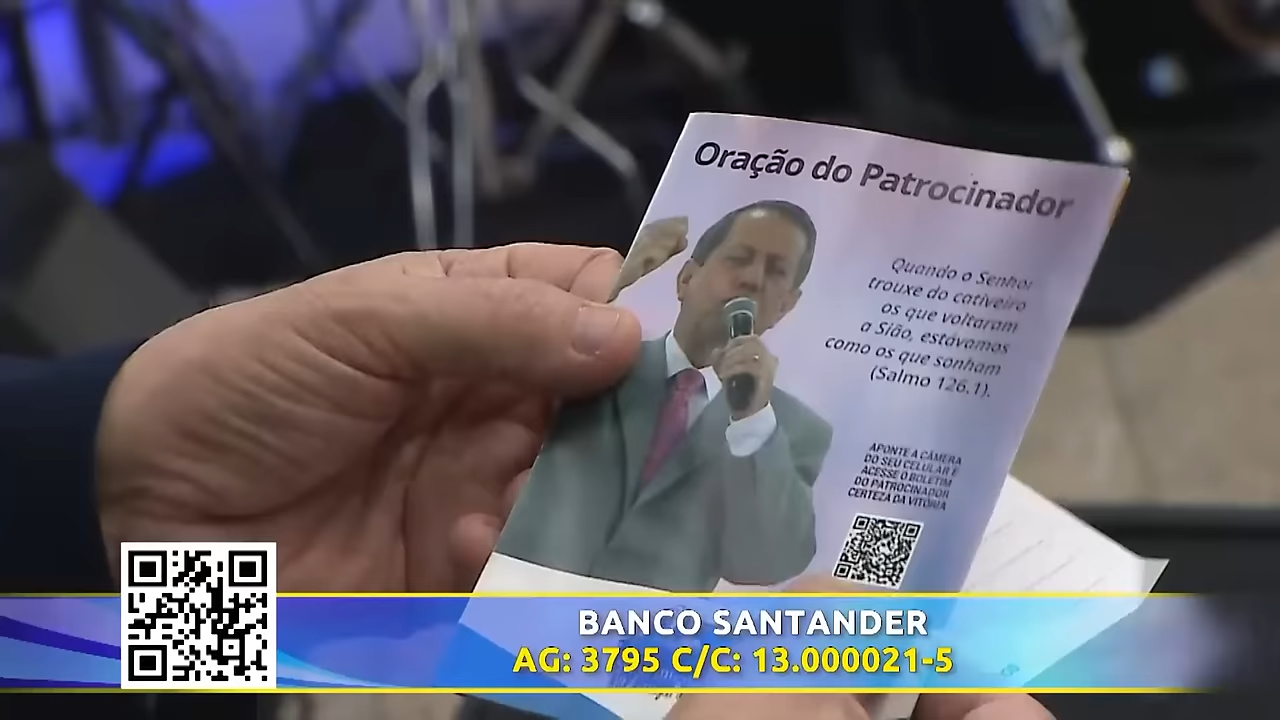 Oração do Patrocinador
Quando o Senhor
trouxe do cativeiro
os que voltaram
a Sião, estávamos
como os que sonham
(Salmo 126.1).
APONTE A CÂMERA
DO SEU CELULAR E
ACESSE O BOLETIM
DO PATROCINADOR
CERTEZA DA VITÓRIA
BANCO SANTANDER
AG: 3795 C/C: 13.000021-5